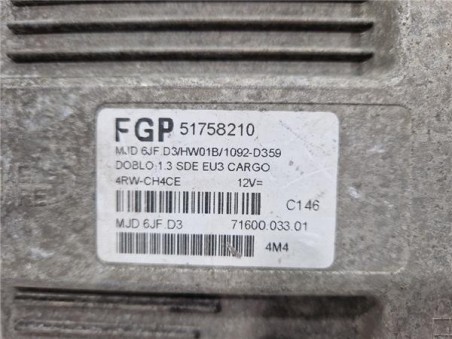 FGP 51758210
MJD 6JF.D3/HW01B/1092-D359
DOBLO 1.3 SDE EU3 CARGO
4RW-CH4CE 12V=
C146
MJD 6JF.D3 71600.033.01
4M4